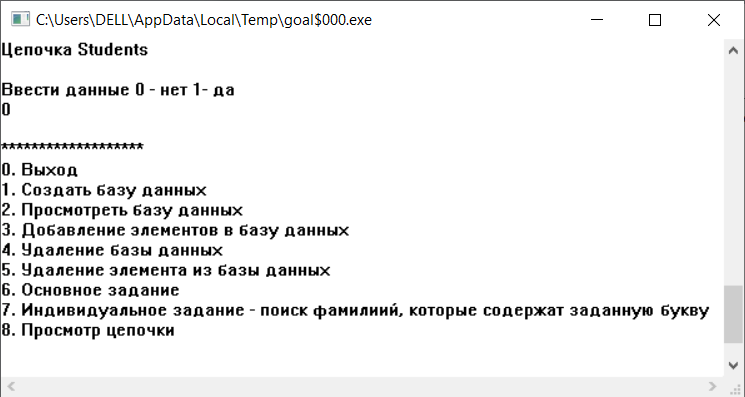 C:\Users\DELL\AppData\Local\Temp\goal$000.exe
Цепочка Students
Ввести данные 0 - нет 1- да
0
*******************
0. Выход
1. Создать базу данных
2. Просмотреть базу данных
3. Добавление элементов в базу данных
4. Удаление базы данных
5. Удаление элемента из базы данных
6. Основное задание
7. Индивидуальное задание - поиск фамилиий, которые содержат заданную букву
8. Просмотр цепочки